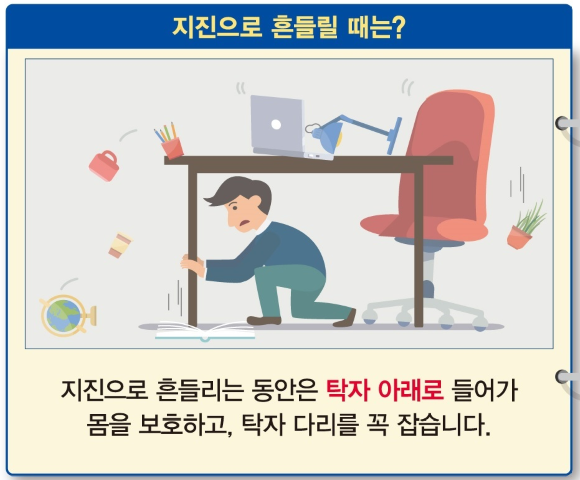 지진으로 흔들릴 때는?
지진으로 흔들리는 동안은 탁자 아래로 들어가
몸을 보호하고, 탁자 다리를 꼭 잡습니다.